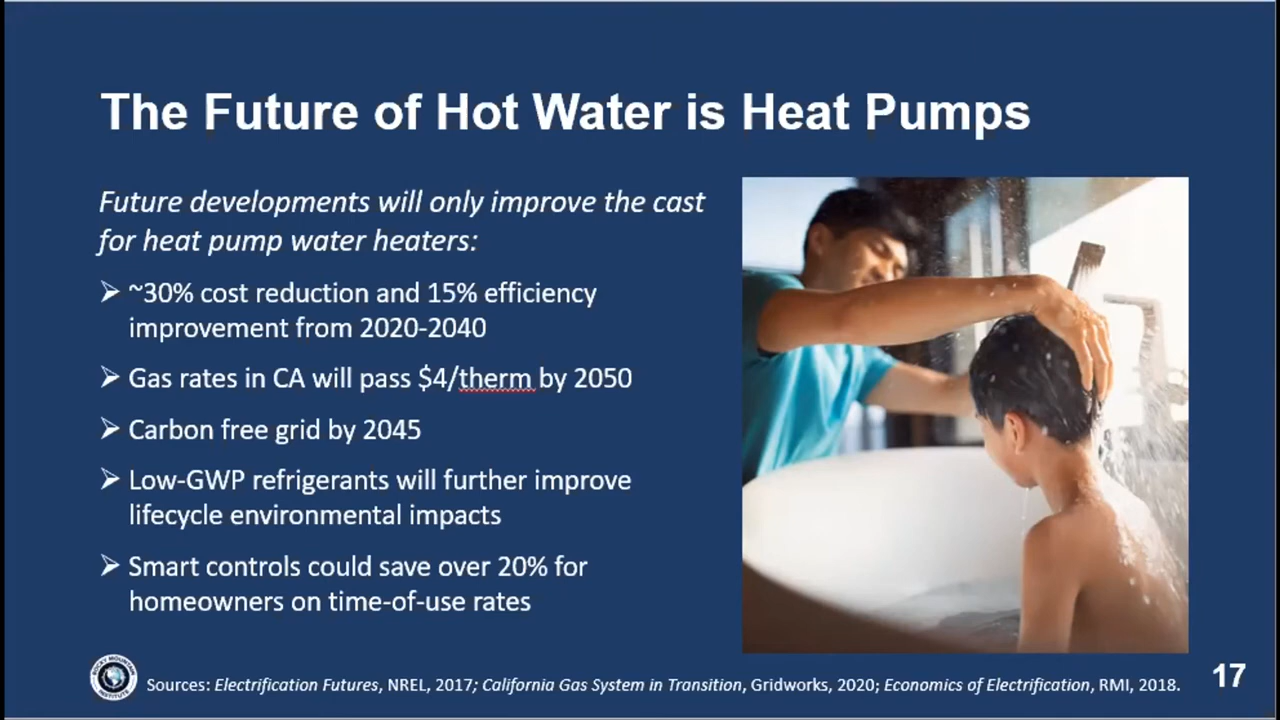 The Future of Hot Water is Heat Pumps
Future developments will only improve the cast
for heat pump water heaters:
~30% cost reduction and 15% efficiency
improvement from 2020-2040
Gas rates in CA will pass $4/therm by 2050
Carbon free grid by 2045
Low-GWP refrigerants will further improve
lifecycle environmental impacts
Smart controls could save over 20% for
homeowners on time-of-use rates
ROCKY MOUNTAIN
INSTITUTE
Sources: Electrification Futures, NREL, 2017; California Gas System in Transition, Gridworks, 2020; Economics of Electrification, RMI, 2018.
17